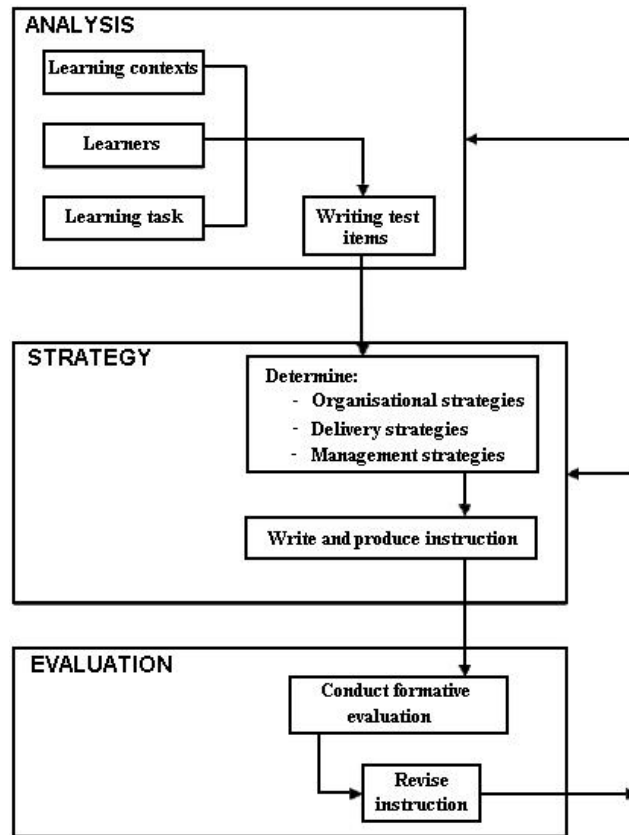 ANALYSIS
Learning contexts
Learners
Learning task
Writing test
items
STRATEGY
Determine:
- Organisational strategies
- Delivery strategies
- Management strategies
Write and produce instruction
EVALUATION
Conduct formative
evaluation
Revise
instruction